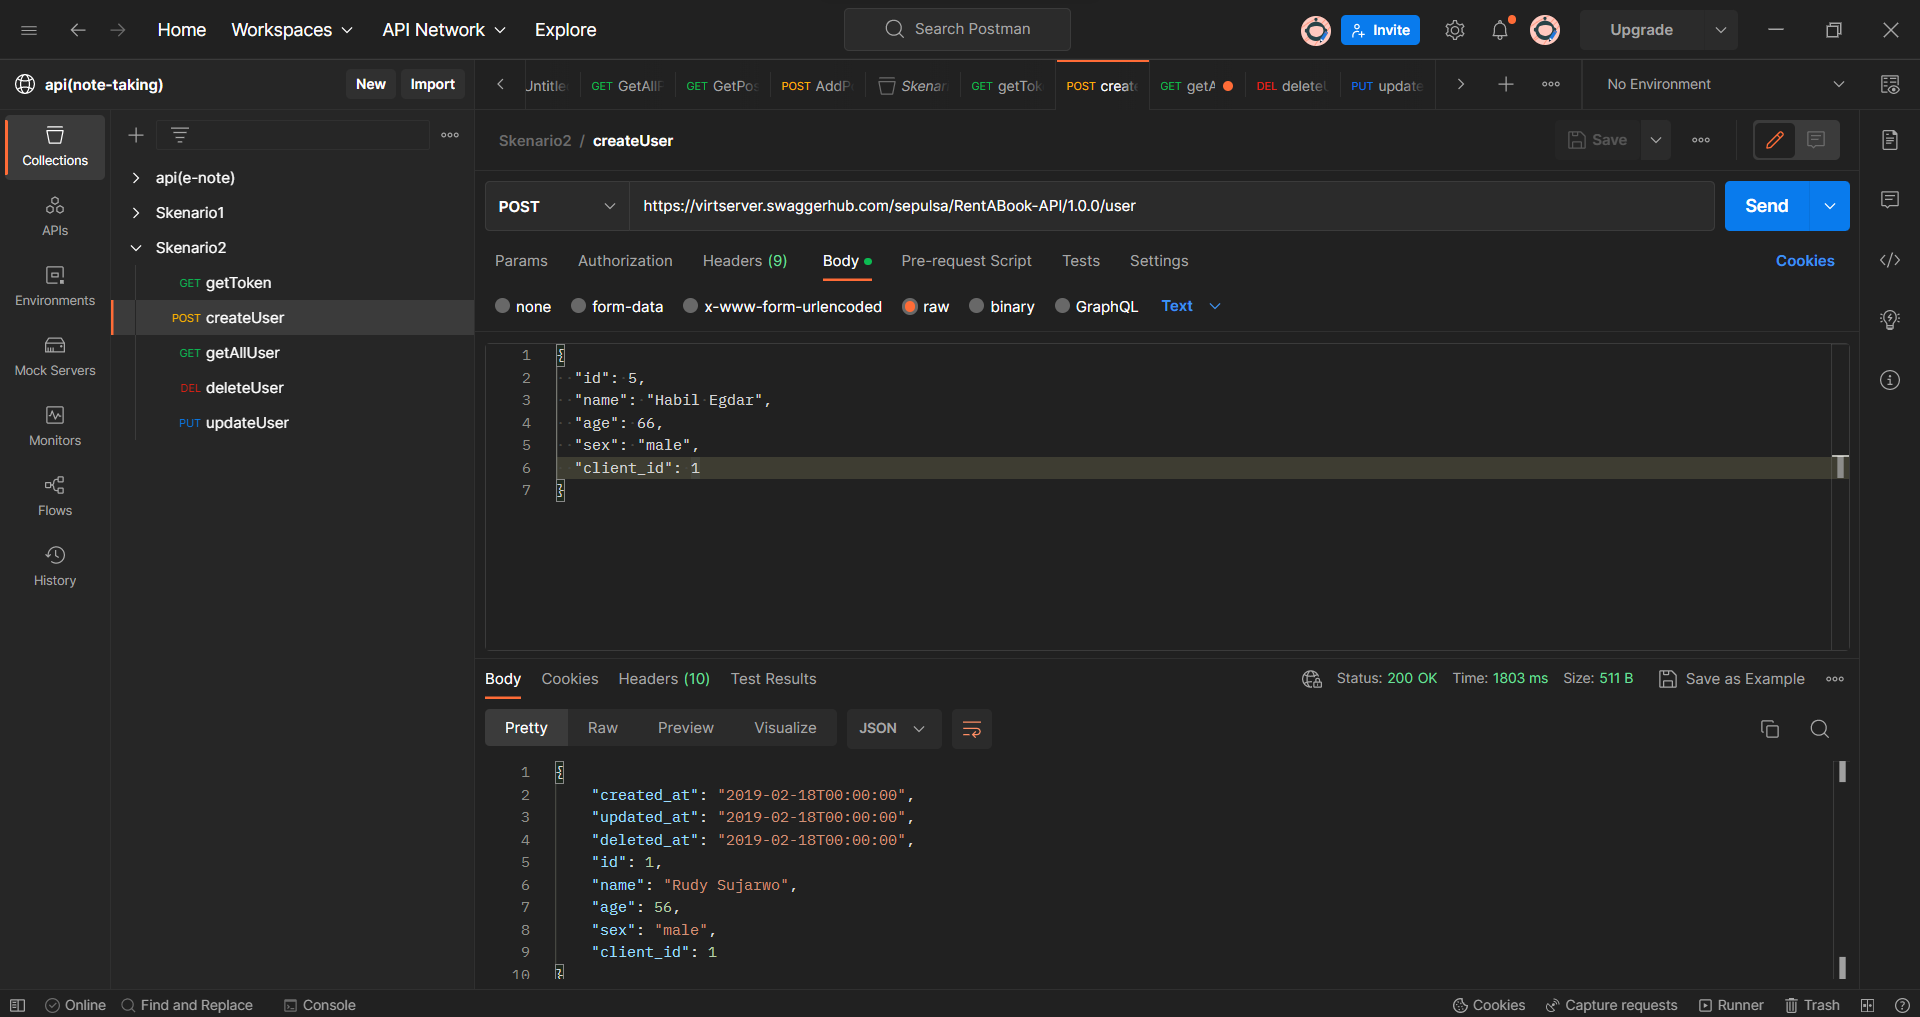 Home Workspaces API Network Explore Search Postman Invite Upgrade
api(note-taking) New Import
Untitle GET GetAllP GET GetPos POST AddP Skenar GET getTok POST create GET getA DEL deleteU PUT update No Environment
Collections
APIs
Environments
Mock Servers
Monitors
Flows
History
api(e-note)
Skenario1
Skenario2
GET getToken
POST createUser
GET getAllUser
DEL deleteUser
PUT updateUser
Skenario2 / createUser Save
POST https://virtserver.swaggerhub.com/sepulsa/RentABook-API/1.0.0/user Send
Params Authorization Headers (9) Body Pre-request Script Tests Settings Cookies
none form-data x-www-form-urlencoded raw binary GraphQL Text
1 {
2 "id": 5,
3 "name": "Habil Egdar",
4 "age": 66,
5 "sex": "male",
6 "client_id": 1
7 }
Body Cookies Headers (10) Test Results Status: 200 OK Time: 1803 ms Size: 511 B Save as Example
Pretty Raw Preview Visualize JSON
1 {
2 "created_at": "2019-02-18T00:00:00",
3 "updated_at": "2019-02-18T00:00:00",
4 "deleted_at": "2019-02-18T00:00:00",
5 "id": 1,
6 "name": "Rudy Sujarwo",
7 "age": 56,
8 "sex": "male",
9 "client_id": 1
10 }
Online Find and Replace Console Cookies Capture requests Runner Trash